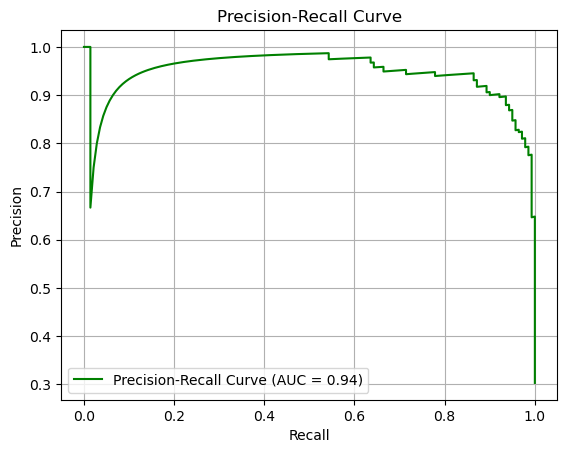 Precision-Recall Curve
Precision
1.0
0.9
0.8
0.7
0.6
0.5
0.4
0.3
Precision-Recall Curve (AUC = 0.94)
0.0 0.2 0.4 0.6 0.8 1.0
Recall